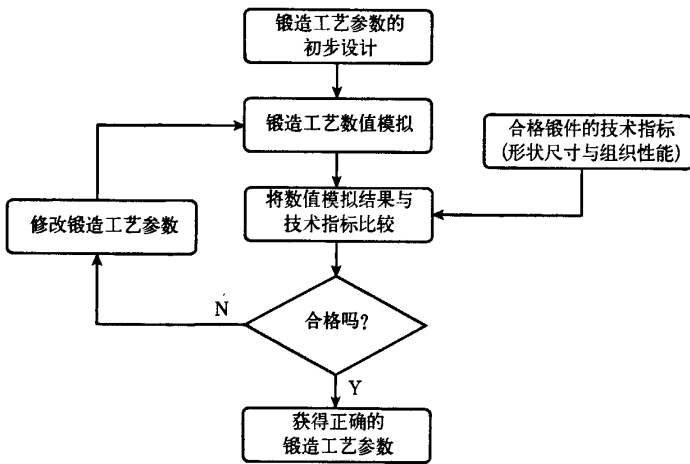 锻造工艺参数的
初步设计
锻造工艺数值模拟
合格锻件的技术指标
(形状尺寸与组织性能)
将数值模拟结果与
技术指标比较
修改锻造工艺参数
N
合格吗?
Y
获得正确的
锻造工艺参数